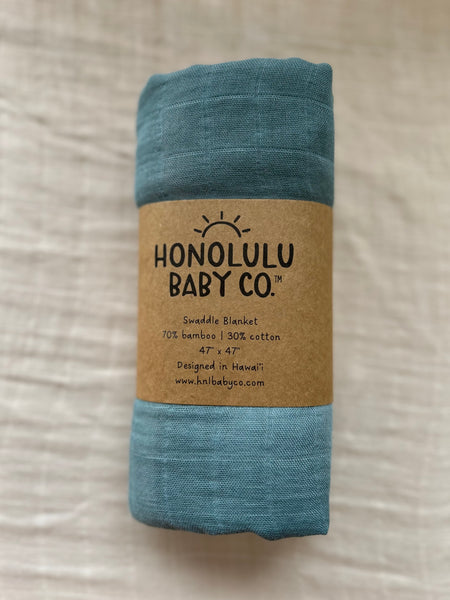 HONOLULU
BABY CO.™
Swaddle Blanket
70% bamboo | 30% cotton
47" x 47"
Designed in Hawai'i
www.hnlbabyco.com